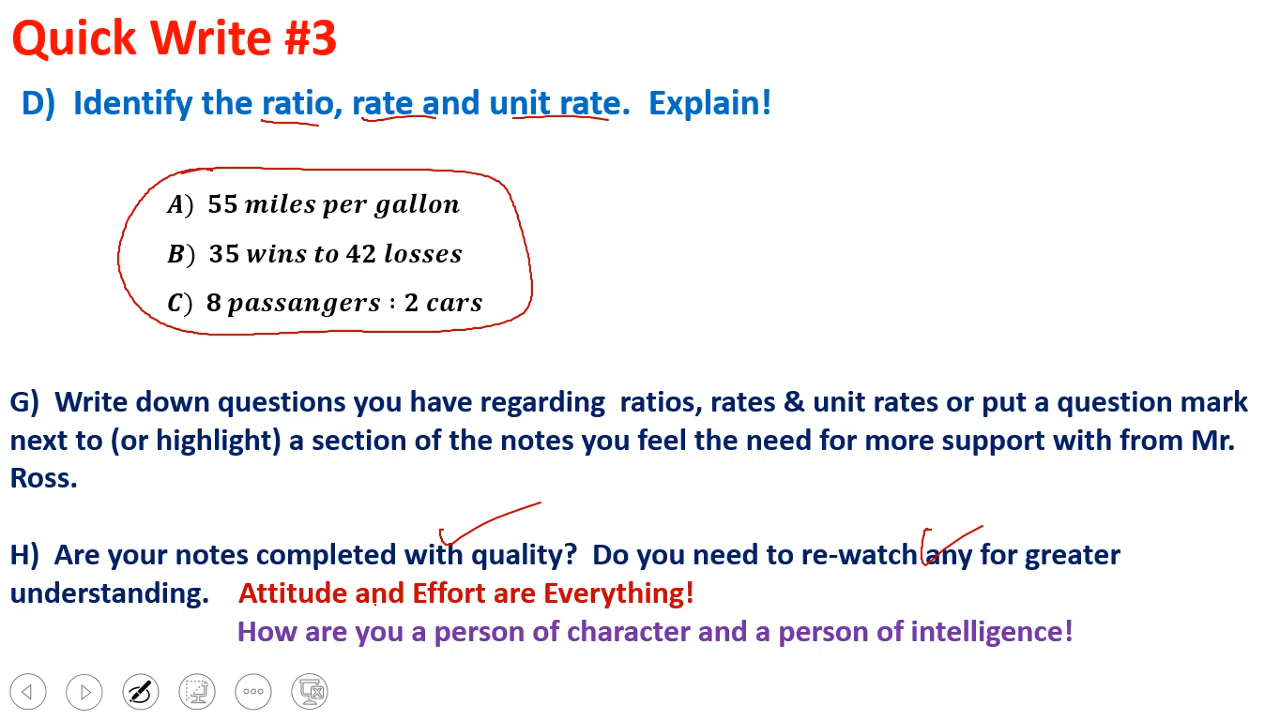 Quick Write #3
D) Identify the ratio, rate and unit rate. Explain!
A) 55 miles per gallon
B) 35 wins to 42 losses
C) 8 passangers : 2 cars
G) Write down questions you have regarding ratios, rates & unit rates or put a question mark
next to (or highlight) a section of the notes you feel the need for more support with from Mr.
Ross.
H) Are your notes completed with quality? Do you need to re-watch any for greater
understanding. Attitude and Effort are Everything!
How are you a person of character and a person of intelligence!